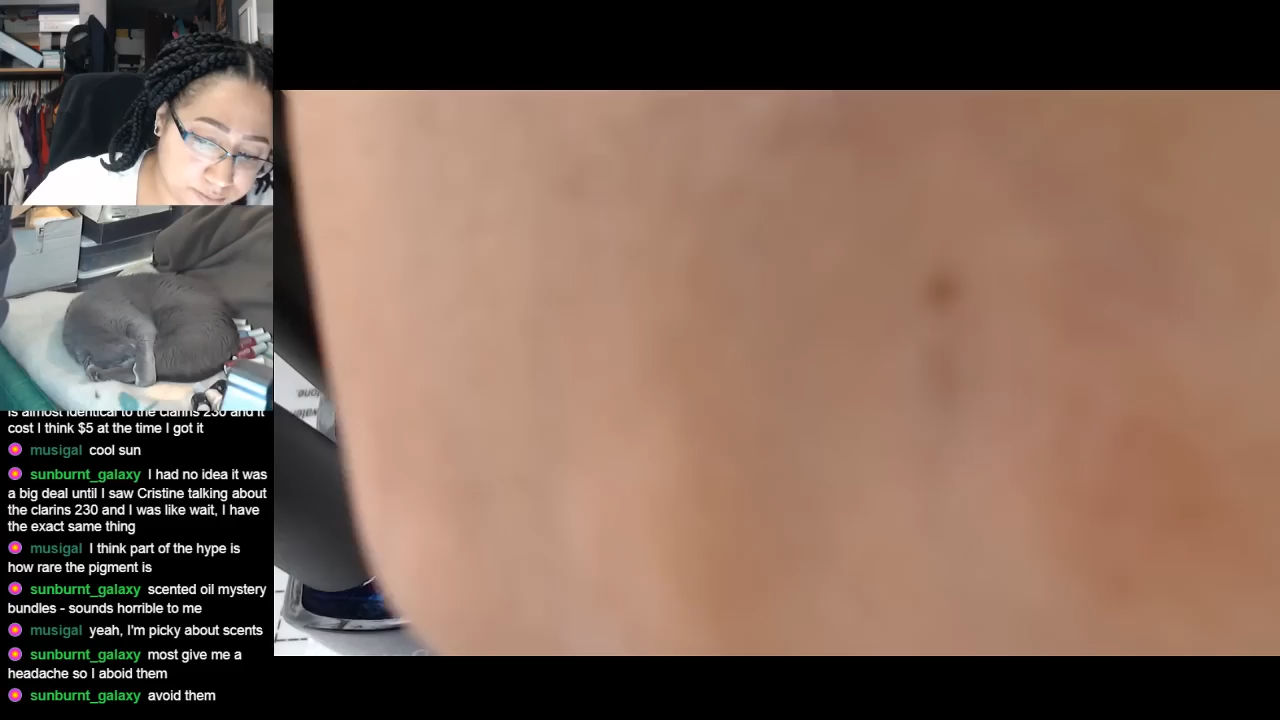 is almost identical to the clarins 230 and it
cost I think $5 at the time I got it
musigal cool sun
sunburnt_galaxy I had no idea it was
a big deal until I saw Cristine talking about
the clarins 230 and I was like wait, I have
the exact same thing
musigal I think part of the hype is
how rare the pigment is
sunburnt_galaxy scented oil mystery
bundles - sounds horrible to me
musigal yeah, I'm picky about scents
sunburnt_galaxy most give me a
headache so I aboid them
sunburnt_galaxy avoid them